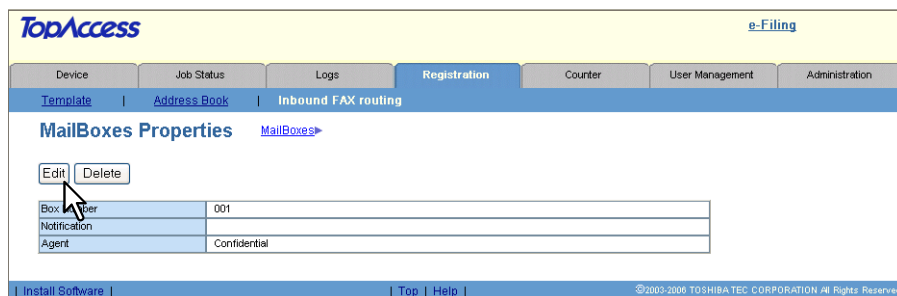 TopAccess
e-Filing
Device Job Status Logs Registration Counter User Management Administration
Template | Address Book | Inbound FAX routing
MailBoxes Properties MailBoxes▶
Edit Delete
Box Number 001
Notification
Agent Confidential
| Install Software | | Top | Help | ©2003-2006 TOSHIBA TEC CORPORATION All Rights Reserve